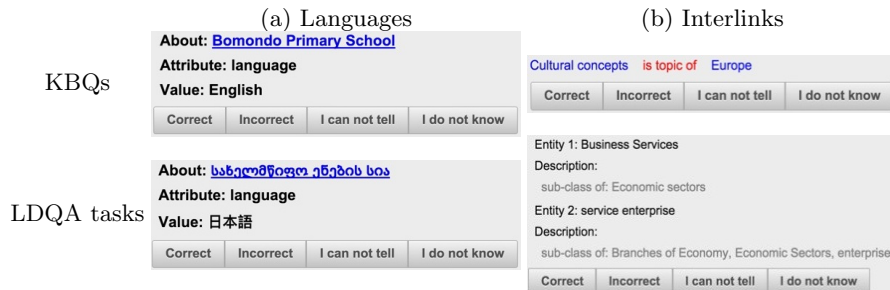 (a) Languages
(b) Interlinks
KBQs
About: Bomondo Primary School
Attribute: language
Value: English
Correct Incorrect I can not tell I do not know
Cultural concepts is topic of Europe
Correct Incorrect I can not tell I do not know
LDQA tasks
About: სახელმწიფო ენების სია
Attribute: language
Value: 日本語
Correct Incorrect I can not tell I do not know
Entity 1: Business Services
Description:
sub-class of: Economic sectors
Entity 2: service enterprise
Description:
sub-class of: Branches of Economy, Economic Sectors, enterprise
Correct Incorrect I can not tell I do not know